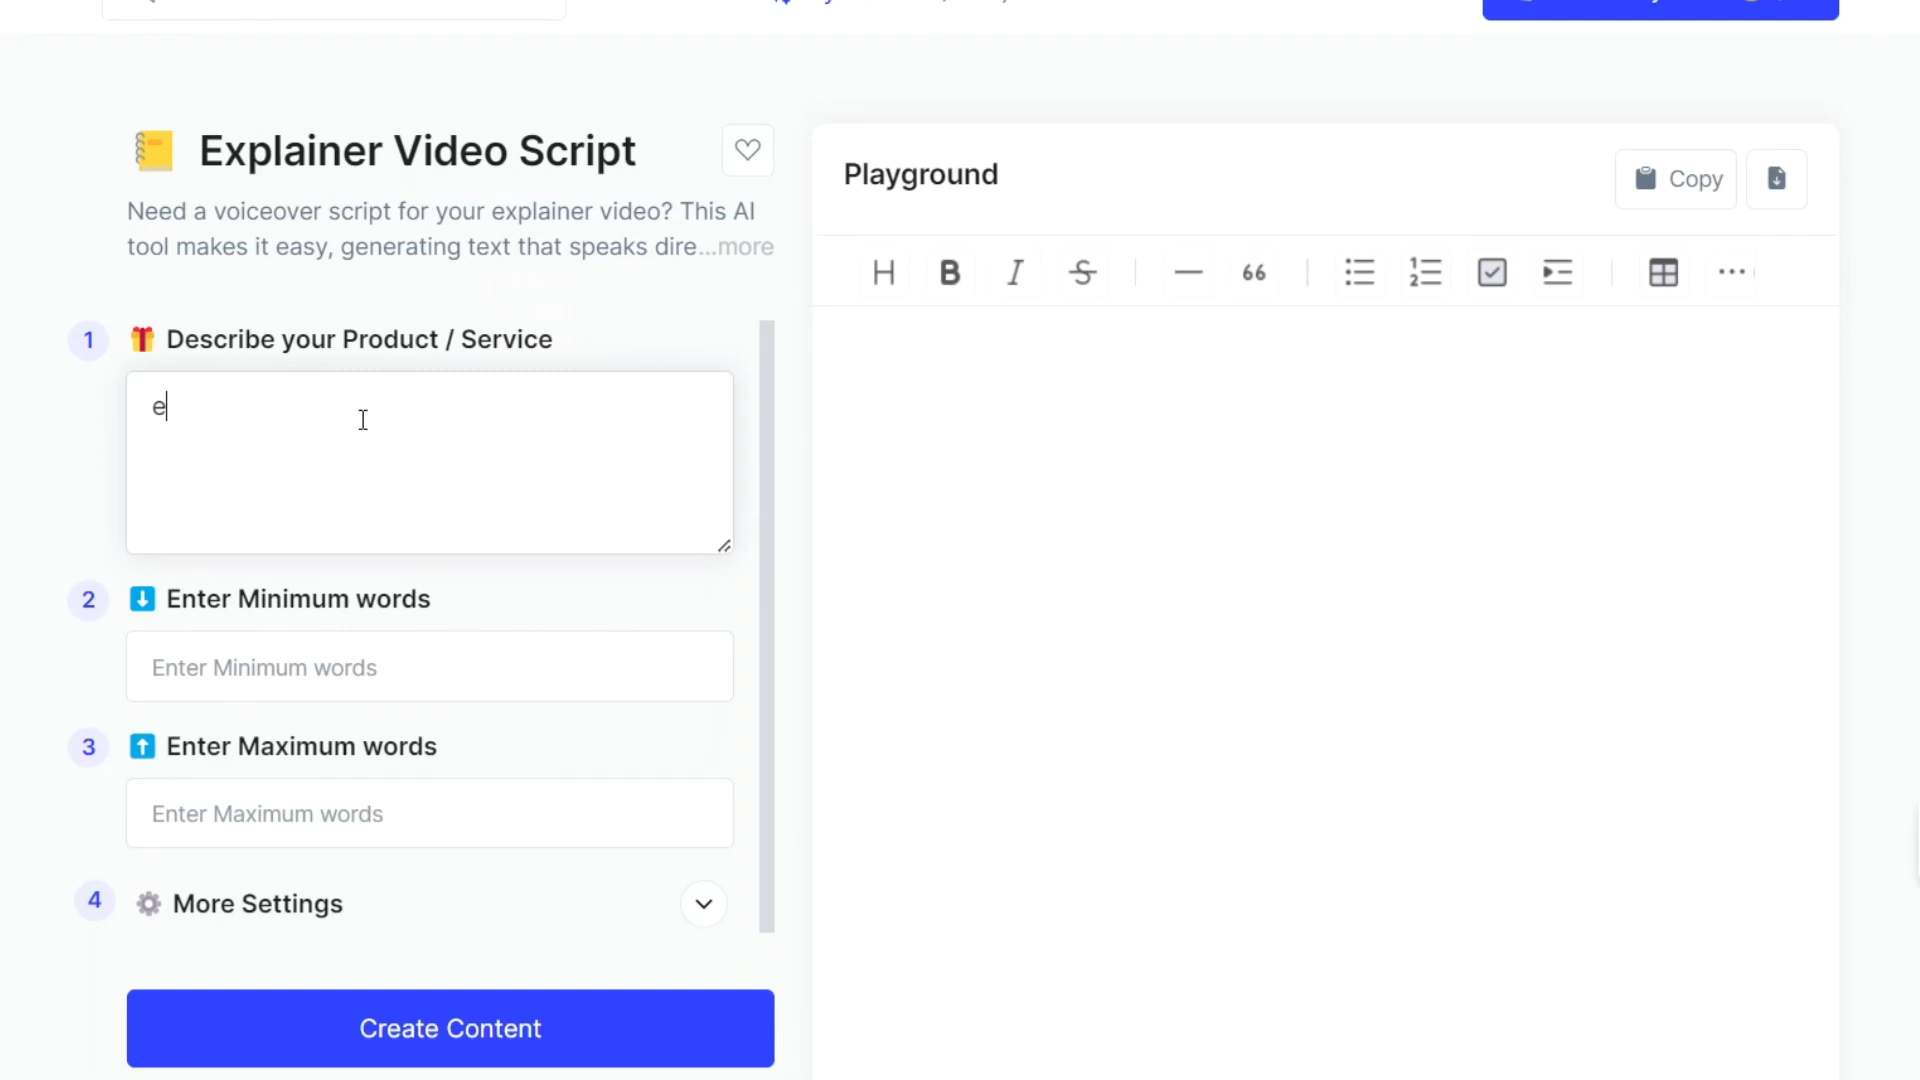 Explainer Video Script
Need a voiceover script for your explainer video? This AI
tool makes it easy, generating text that speaks dire...more
1 Describe your Product / Service
e
2 Enter Minimum words
Enter Minimum words
3 Enter Maximum words
Enter Maximum words
4 More Settings
Create Content
Playground
Copy